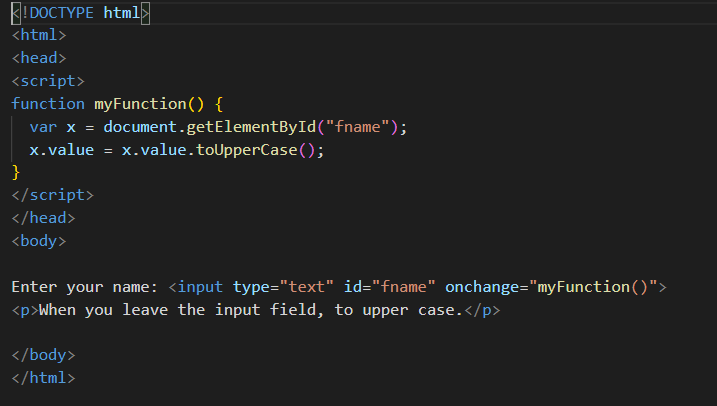 <!DOCTYPE html>
<html>
<head>
<script>
function myFunction() {
  var x = document.getElementById("fname");
  x.value = x.value.toUpperCase();
}
</script>
</head>
<body>

Enter your name: <input type="text" id="fname" onchange="myFunction()">
<p>When you leave the input field, to upper case.</p>

</body>
</html>